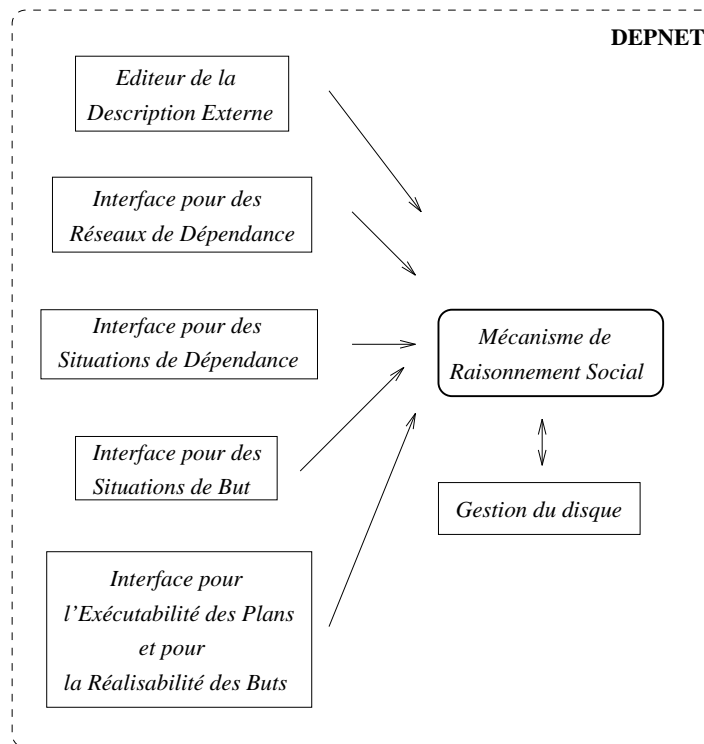 DEPNET
Editeur de la
Description Externe
Interface pour des
Réseaux de Dépendance
Interface pour des
Situations de Dépendance
Mécanisme de
Raisonnement Social
Interface pour des
Situations de But
Gestion du disque
Interface pour
l'Exécutabilité des Plans
et pour
la Réalisabilité des Buts